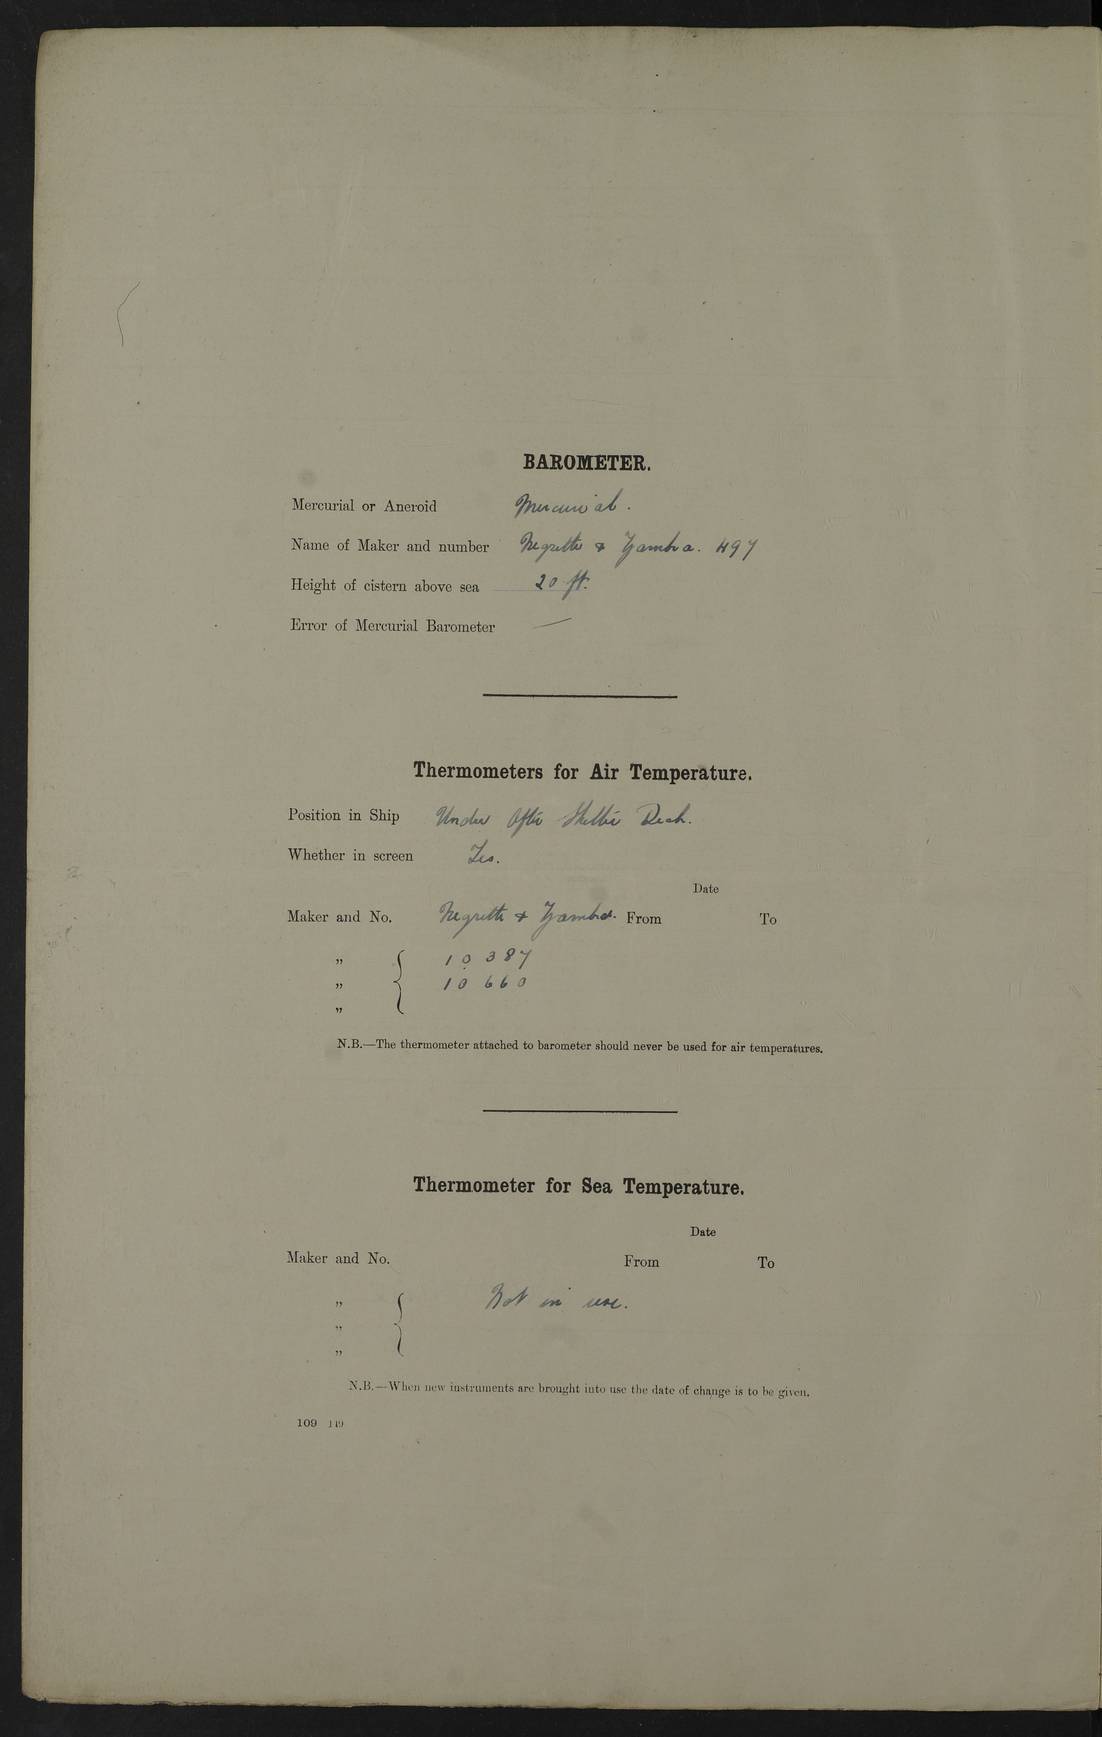 BAROMETER.
Mercurial or Aneroid Mercurial.
Name of Maker and number Negretti & Zambra. 497
Height of cistern above sea 20 ft.
Error of Mercurial Barometer —
Thermometers for Air Temperature.
Position in Ship Under After Shelter Deck.
Whether in screen Yes.
Date
Maker and No. Negretti & Zambra. From To
„ { 10387
„ 10660
„
N.B.—The thermometer attached to barometer should never be used for air temperatures.
Thermometer for Sea Temperature.
Date
Maker and No. From To
„ { Not in use.
„
„
N.B.—When new instruments are brought into use the date of change is to be given.
109 149